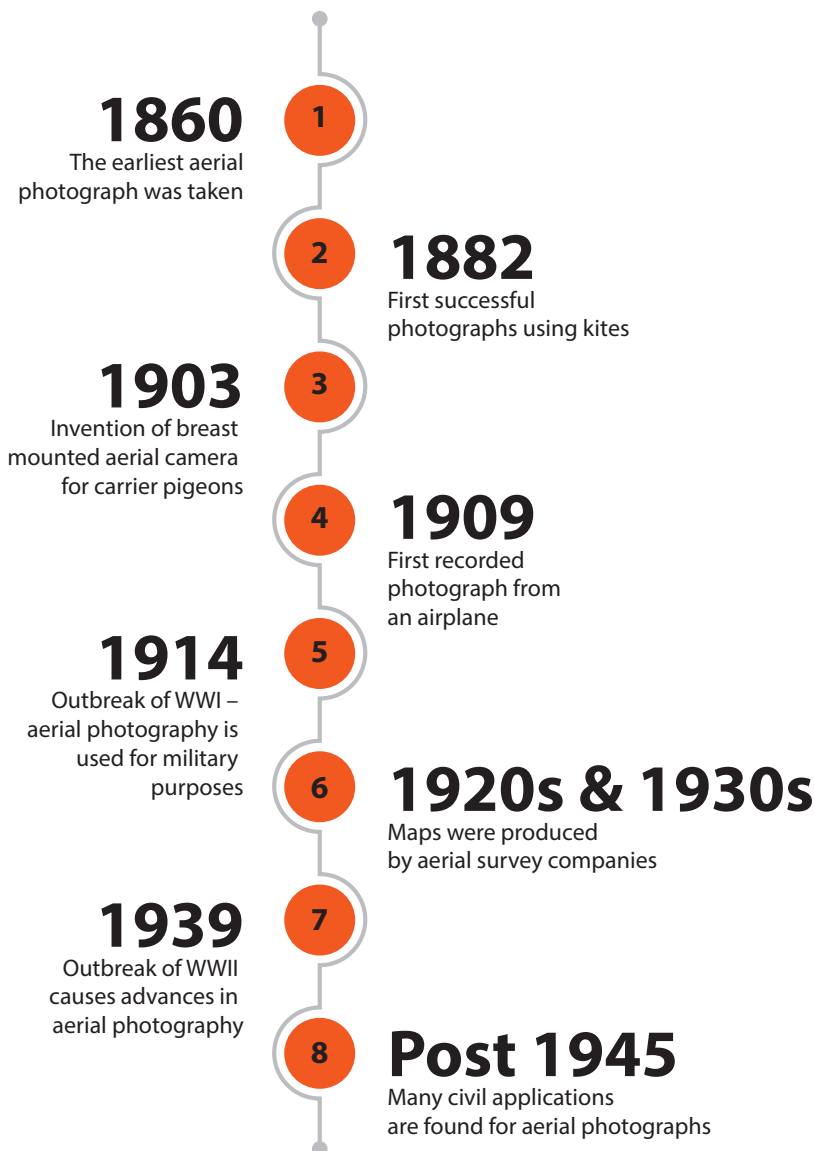 1
1860
The earliest aerial
photograph was taken
2
1882
First successful
photographs using kites
3
1903
Invention of breast
mounted aerial camera
for carrier pigeons
4
1909
First recorded
photograph from
an airplane
5
1914
Outbreak of WWI –
aerial photography is
used for military
purposes
6
1920s & 1930s
Maps were produced
by aerial survey companies
7
1939
Outbreak of WWII
causes advances in
aerial photography
8
Post 1945
Many civil applications
are found for aerial photographs